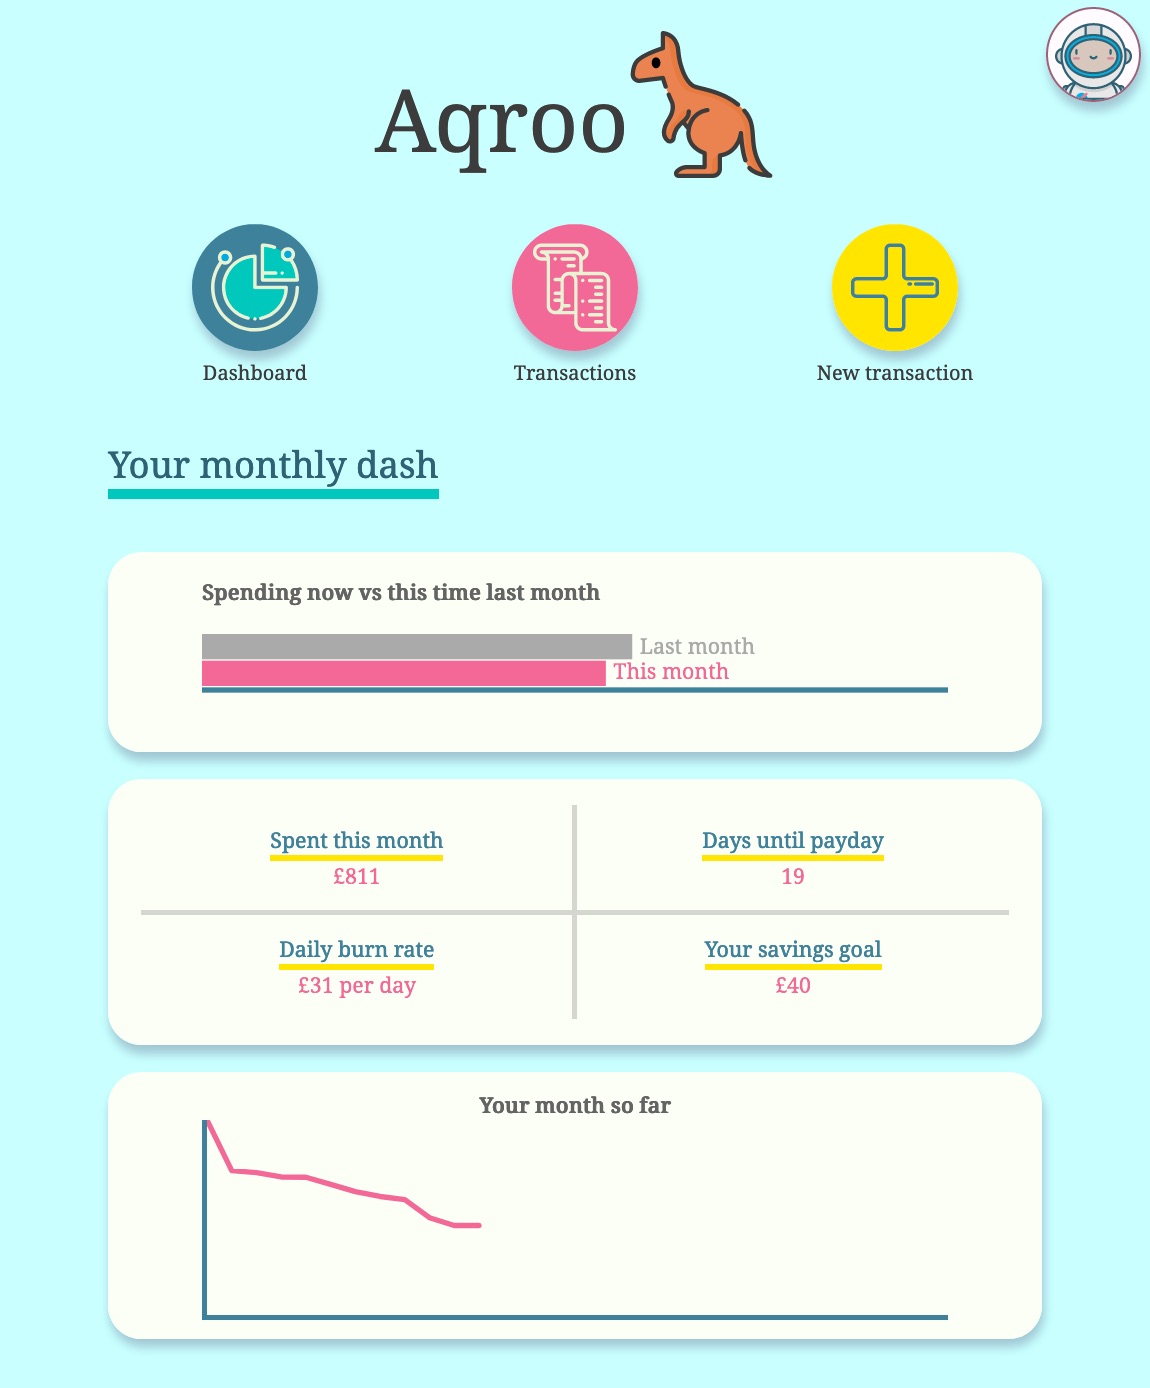 Aqroo
Dashboard
Transactions
New transaction
Your monthly dash
Spending now vs this time last month
Last month
This month
Spent this month
£811
Days until payday
19
Daily burn rate
£31 per day
Your savings goal
£40
Your month so far